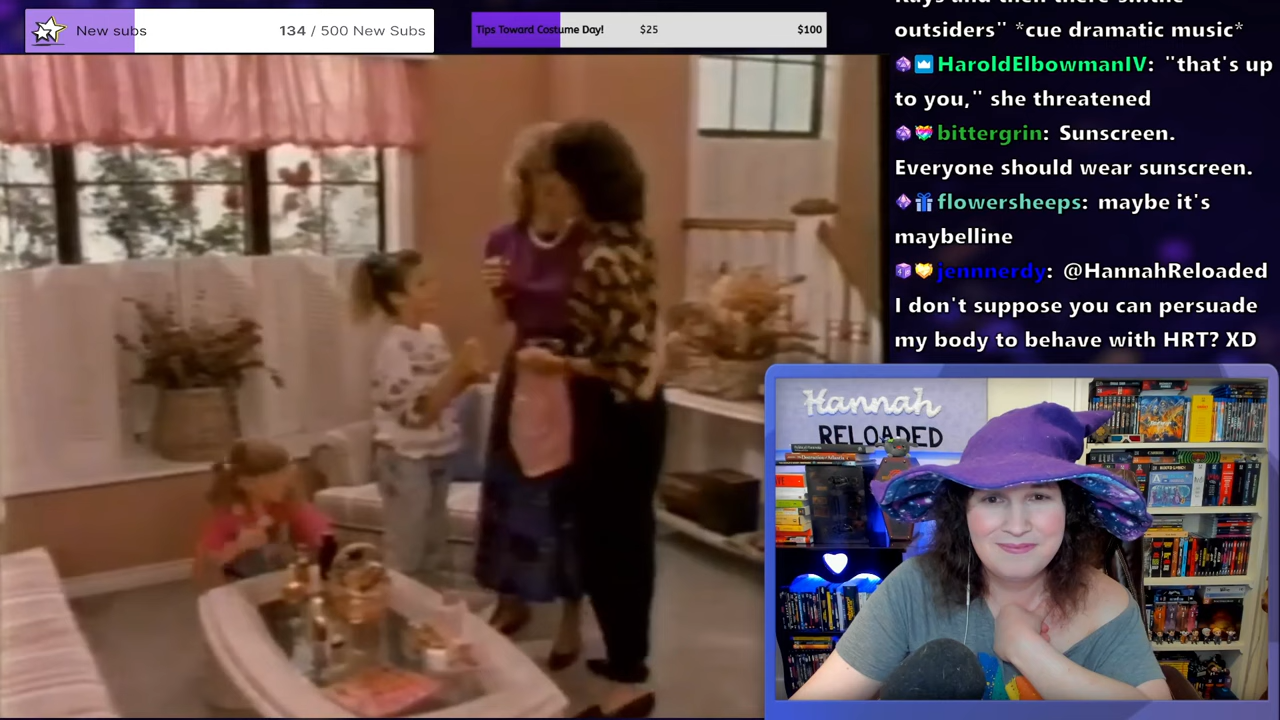 New subs
134 / 500 New Subs
Tips Toward Costume Day!
$25
$100
outsiders" *cue dramatic music*
HaroldElbowmanIV: "that's up
to you," she threatened
bittergrin: Sunscreen.
Everyone should wear sunscreen.
flowersheeps: maybe it's
maybelline
jennnerdy: @HannahReloaded
I don't suppose you can persuade
my body to behave with HRT? XD
Hannah
RELOADED